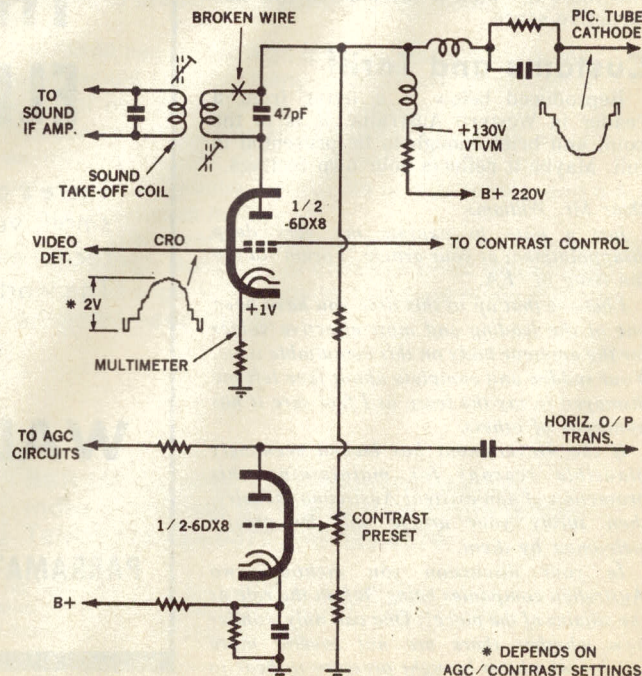 BROKEN WIRE
PIC. TUBE
CATHODE
TO
SOUND
IF AMP.
47pF
SOUND
TAKE-OFF COIL
+130V
VTVM
B+ 220V
1/2
-6DX8
VIDEO
DET.
CRO
TO CONTRAST CONTROL
* 2V
+1V
MULTIMETER
TO AGC
CIRCUITS
HORIZ. O/P
TRANS.
1/2-6DX8
CONTRAST
PRESET
B+
* DEPENDS ON
AGC/CONTRAST SETTINGS